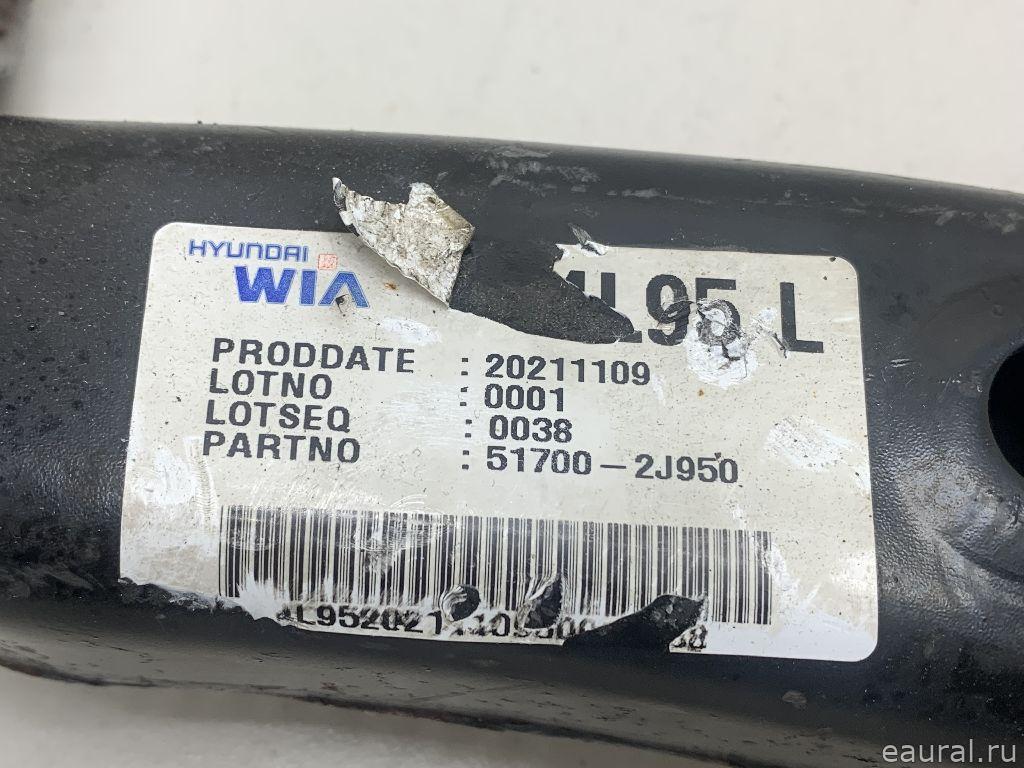 HYUNDAI
WIA
L95 L
PRODDATE : 20211109
LOTNO : 0001
LOTSEQ : 0038
PARTNO : 51700-2J950
eaural.ru